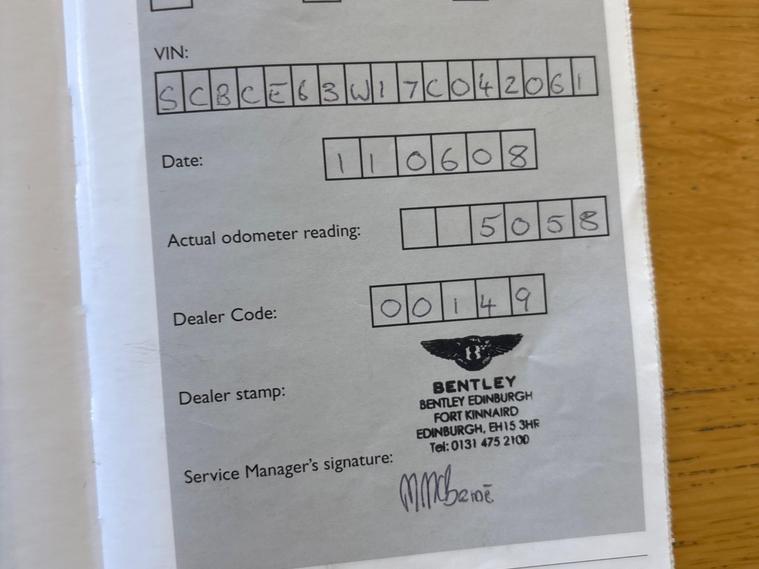 VIN: SCBCE63W17C042061
Date: 110608
Actual odometer reading: 5058
Dealer Code: 00149
B
BENTLEY
Dealer stamp:
BENTLEY EDINBURGH
FORT KINNAIRD
EDINBURGH, EH15 3HR
Tel: 0131 475 2100
Service Manager's signature: